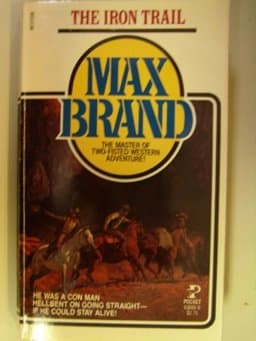 THE IRON TRAIL
MAX
BRAND
THE MASTER OF
TWO-FISTED WESTERN
ADVENTURE!
HE WAS A CON MAN
HELLBENT ON GOING STRAIGHT—
IF HE COULD STAY ALIVE!
POCKET